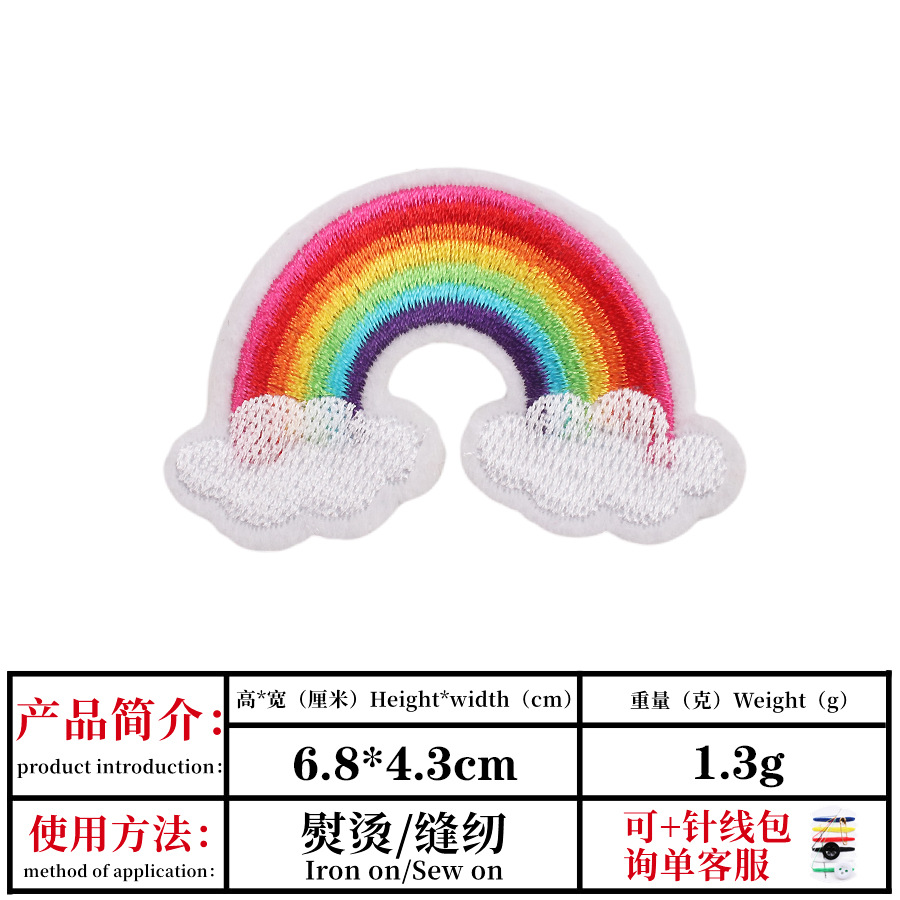 产品简介：
product introduction:
高*宽（厘米）Height*width（cm）
重量（克）Weight（g）
6.8*4.3cm
1.3g
使用方法：
method of application:
熨烫/缝纫
Iron on/Sew on
可+针线包
询单客服